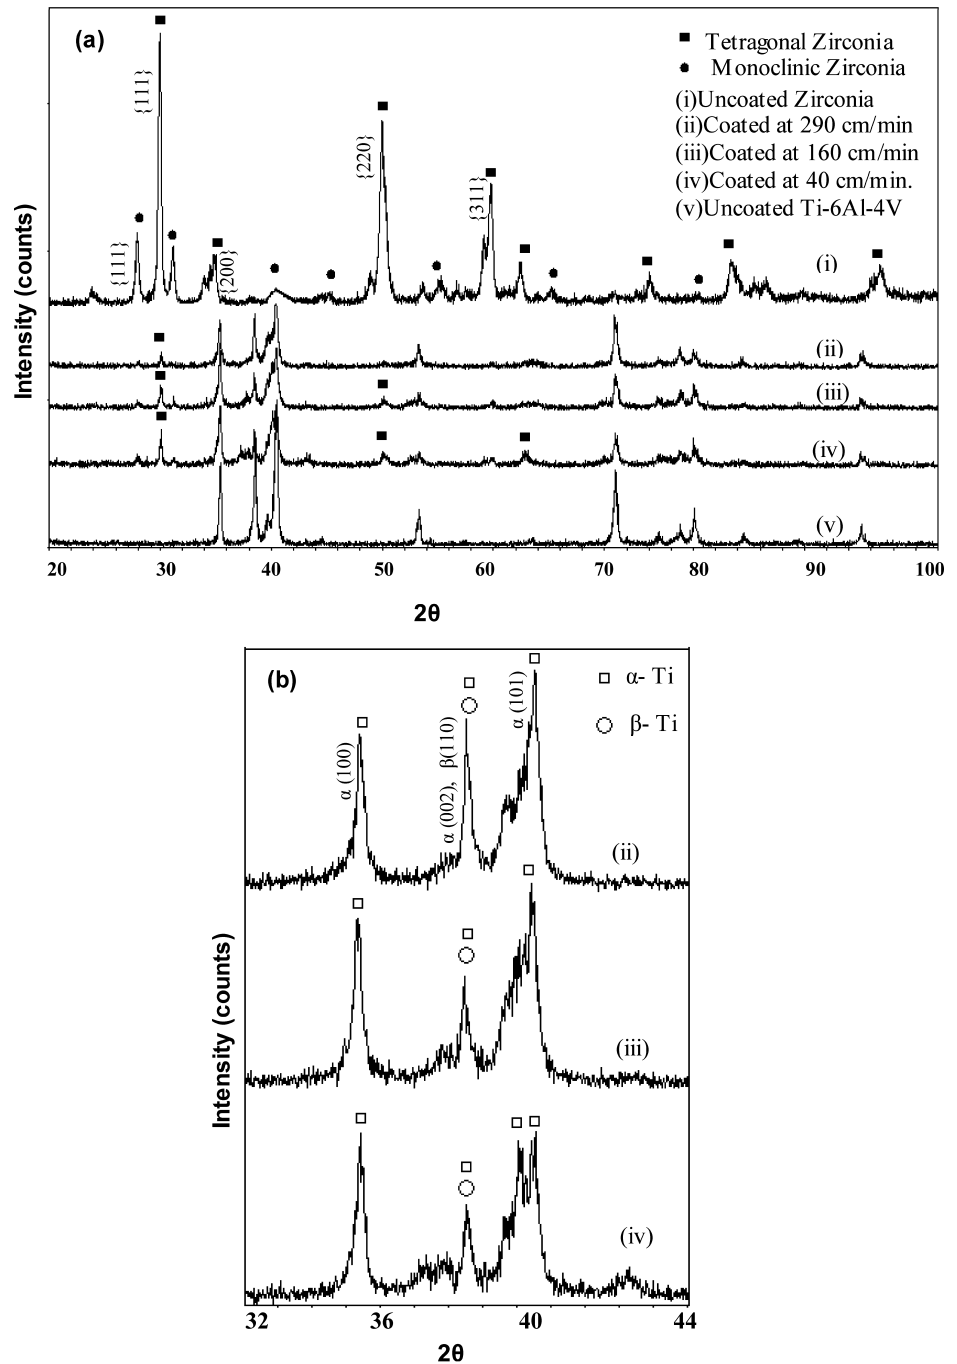 (a)
Tetragonal Zirconia
Monoclinic Zirconia
(i)Uncoated Zirconia
(ii)Coated at 290 cm/min
(iii)Coated at 160 cm/min
(iv)Coated at 40 cm/min.
(v)Uncoated Ti-6Al-4V
{111}
{111}
{200}
{220}
{311}
(i)
(ii)
(iii)
(iv)
(v)
Intensity (counts)
20 30 40 50 60 70 80 90 100
2θ
(b)
α- Ti
β- Ti
α (100)
α (002), β(110)
α (101)
(ii)
(iii)
(iv)
Intensity (counts)
32 36 40 44
2θ